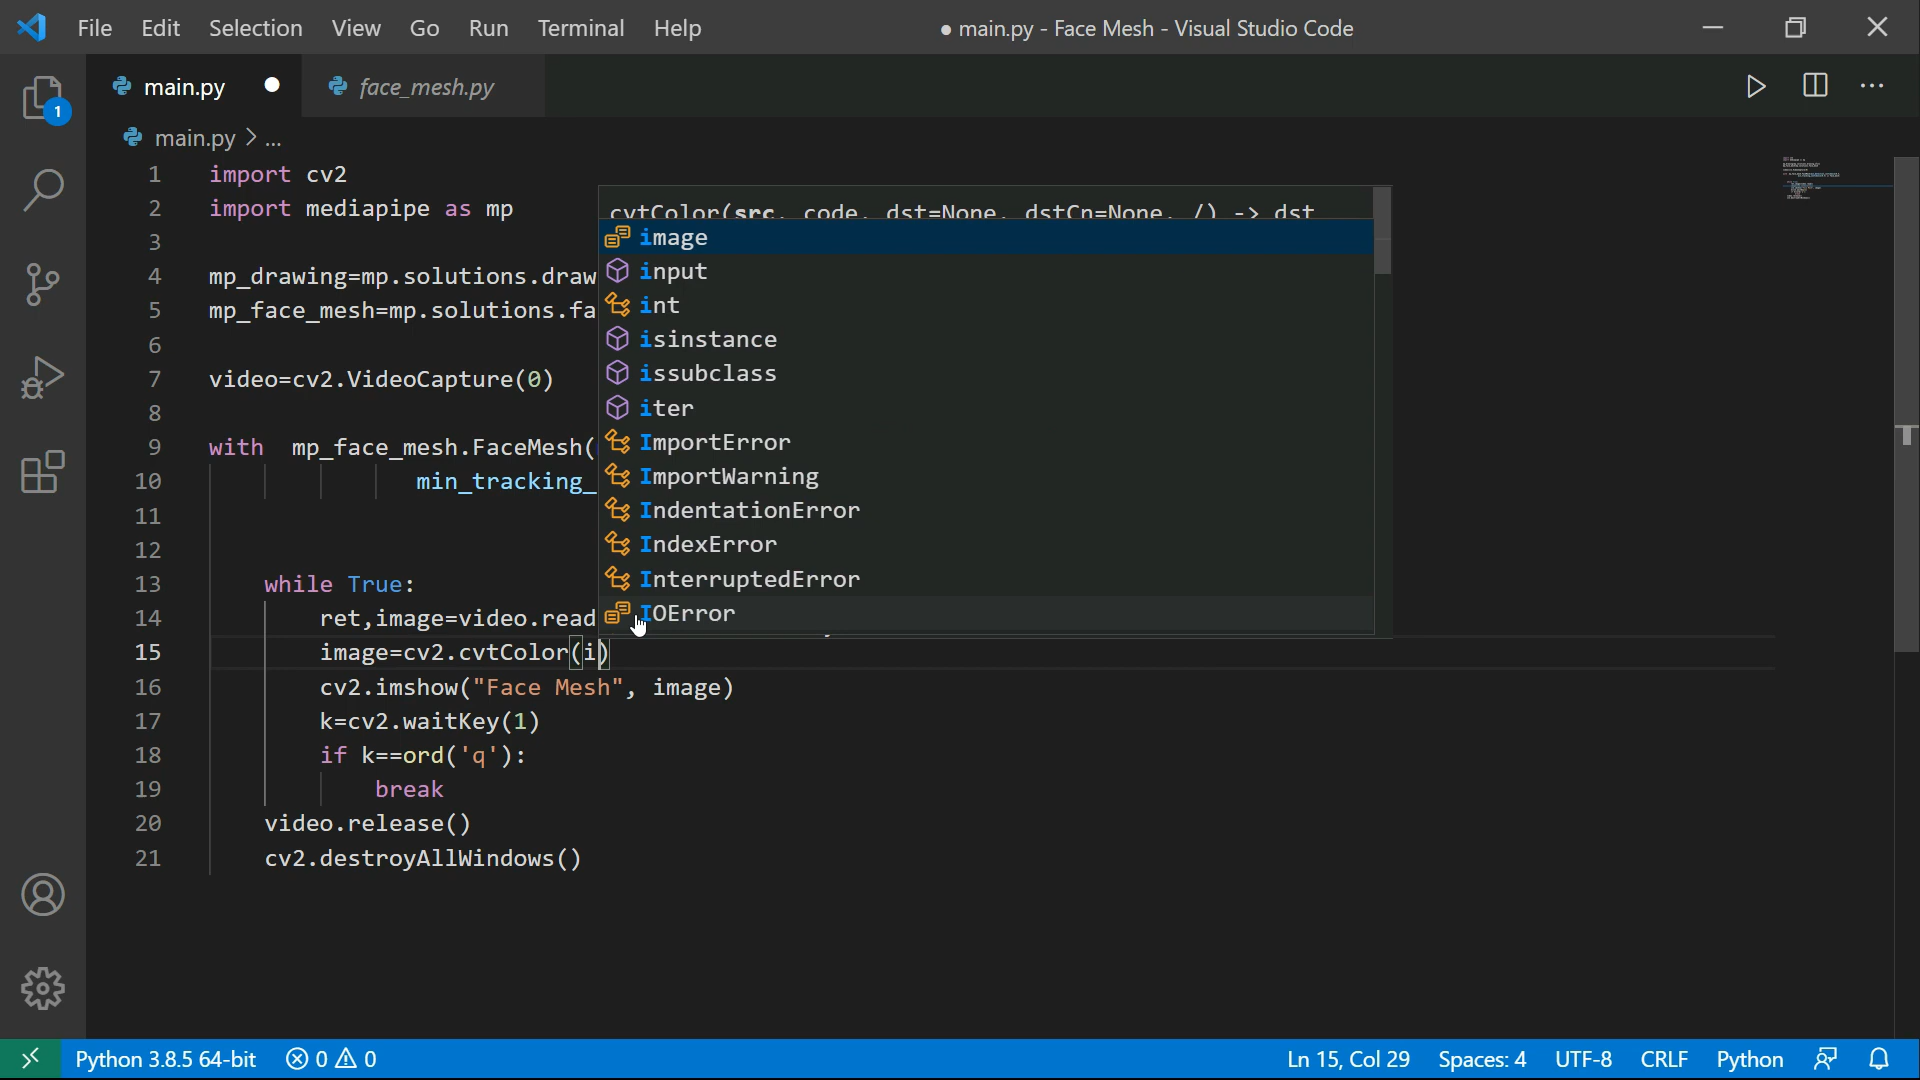 File Edit Selection View Go Run Terminal Help ● main.py - Face Mesh - Visual Studio Code
main.py face_mesh.py
1
main.py > ...
1 import cv2
2 import mediapipe as mp
3
4 mp_drawing=mp.solutions.draw
5 mp_face_mesh=mp.solutions.fa
6
7 video=cv2.VideoCapture(0)
8
9 with mp_face_mesh.FaceMesh(
10 min_tracking_
11
12
13 while True:
14 ret,image=video.read
15 image=cv2.cvtColor(i)
16 cv2.imshow("Face Mesh", image)
17 k=cv2.waitKey(1)
18 if k==ord('q'):
19 break
20 video.release()
21 cv2.destroyAllWindows()
cvtColor(src, code, dst=None, dstCn=None, /) -> dst
image
input
int
isinstance
issubclass
iter
ImportError
ImportWarning
IndentationError
IndexError
InterruptedError
IOError
Python 3.8.5 64-bit 0 0 Ln 15, Col 29 Spaces: 4 UTF-8 CRLF Python